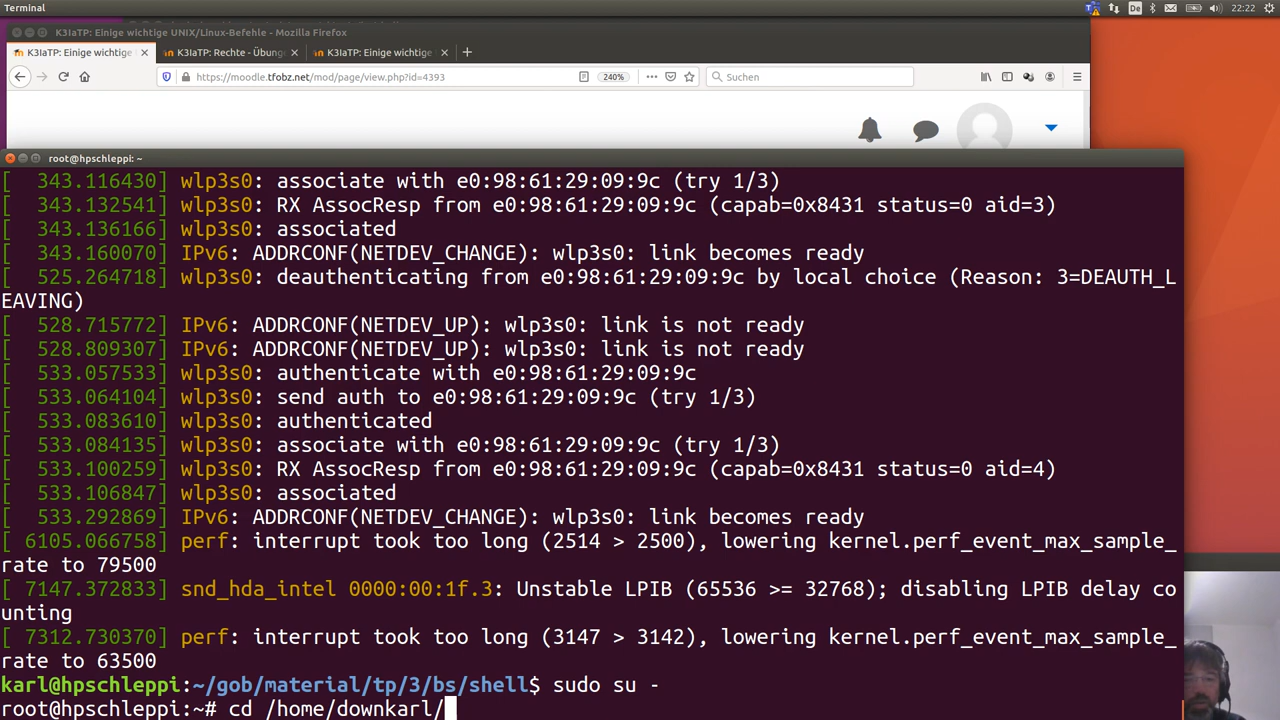 Terminal
De
22:22
K3IaTP: Einige wichtige UNIX/Linux-Befehle - Mozilla Firefox
K3IaTP: Einige wichtige
K3IaTP: Rechte - Übung
K3IaTP: Einige wichtige
https://moodle.tfobz.net/mod/page/view.php?id=4393
240%
Suchen
root@hpschleppi: ~
[  343.116430] wlp3s0: associate with e0:98:61:29:09:9c (try 1/3)
[  343.132541] wlp3s0: RX AssocResp from e0:98:61:29:09:9c (capab=0x8431 status=0 aid=3)
[  343.136166] wlp3s0: associated
[  343.160070] IPv6: ADDRCONF(NETDEV_CHANGE): wlp3s0: link becomes ready
[  525.264718] wlp3s0: deauthenticating from e0:98:61:29:09:9c by local choice (Reason: 3=DEAUTH_L
EAVING)
[  528.715772] IPv6: ADDRCONF(NETDEV_UP): wlp3s0: link is not ready
[  528.809307] IPv6: ADDRCONF(NETDEV_UP): wlp3s0: link is not ready
[  533.057533] wlp3s0: authenticate with e0:98:61:29:09:9c
[  533.064104] wlp3s0: send auth to e0:98:61:29:09:9c (try 1/3)
[  533.083610] wlp3s0: authenticated
[  533.084135] wlp3s0: associate with e0:98:61:29:09:9c (try 1/3)
[  533.100259] wlp3s0: RX AssocResp from e0:98:61:29:09:9c (capab=0x8431 status=0 aid=4)
[  533.106847] wlp3s0: associated
[  533.292869] IPv6: ADDRCONF(NETDEV_CHANGE): wlp3s0: link becomes ready
[ 6105.066758] perf: interrupt took too long (2514 > 2500), lowering kernel.perf_event_max_sample_
rate to 79500
[ 7147.372833] snd_hda_intel 0000:00:1f.3: Unstable LPIB (65536 >= 32768); disabling LPIB delay co
unting
[ 7312.730370] perf: interrupt took too long (3147 > 3142), lowering kernel.perf_event_max_sample_
rate to 63500
karl@hpschleppi:~/gob/material/tp/3/bs/shell$ sudo su -
root@hpschleppi:~# cd /home/downkarl/